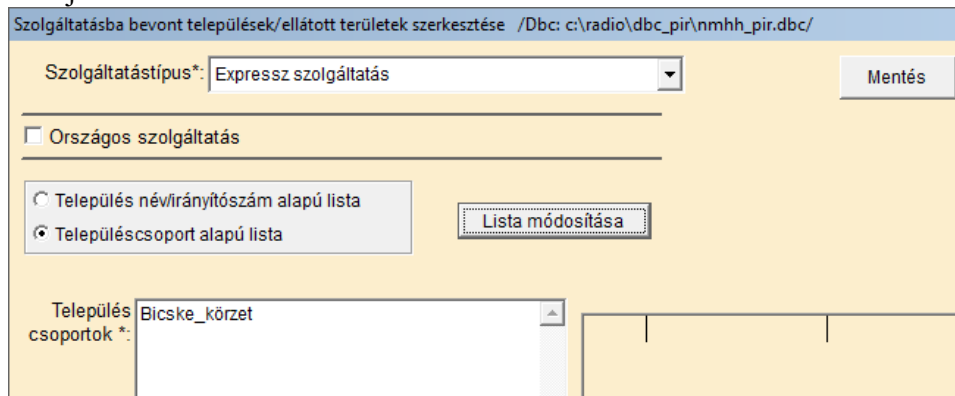 Szolgáltatásba bevont települések/ellátott területek szerkesztése /Dbc: c:\radio\dbc_pir\nmhh_pir.dbc/
Szolgáltatástípus*: Expressz szolgáltatás
Mentés
Országos szolgáltatás
Település név/irányítószám alapú lista
Településcsoport alapú lista
Lista módosítása
Település
csoportok *:
Bicske_körzet